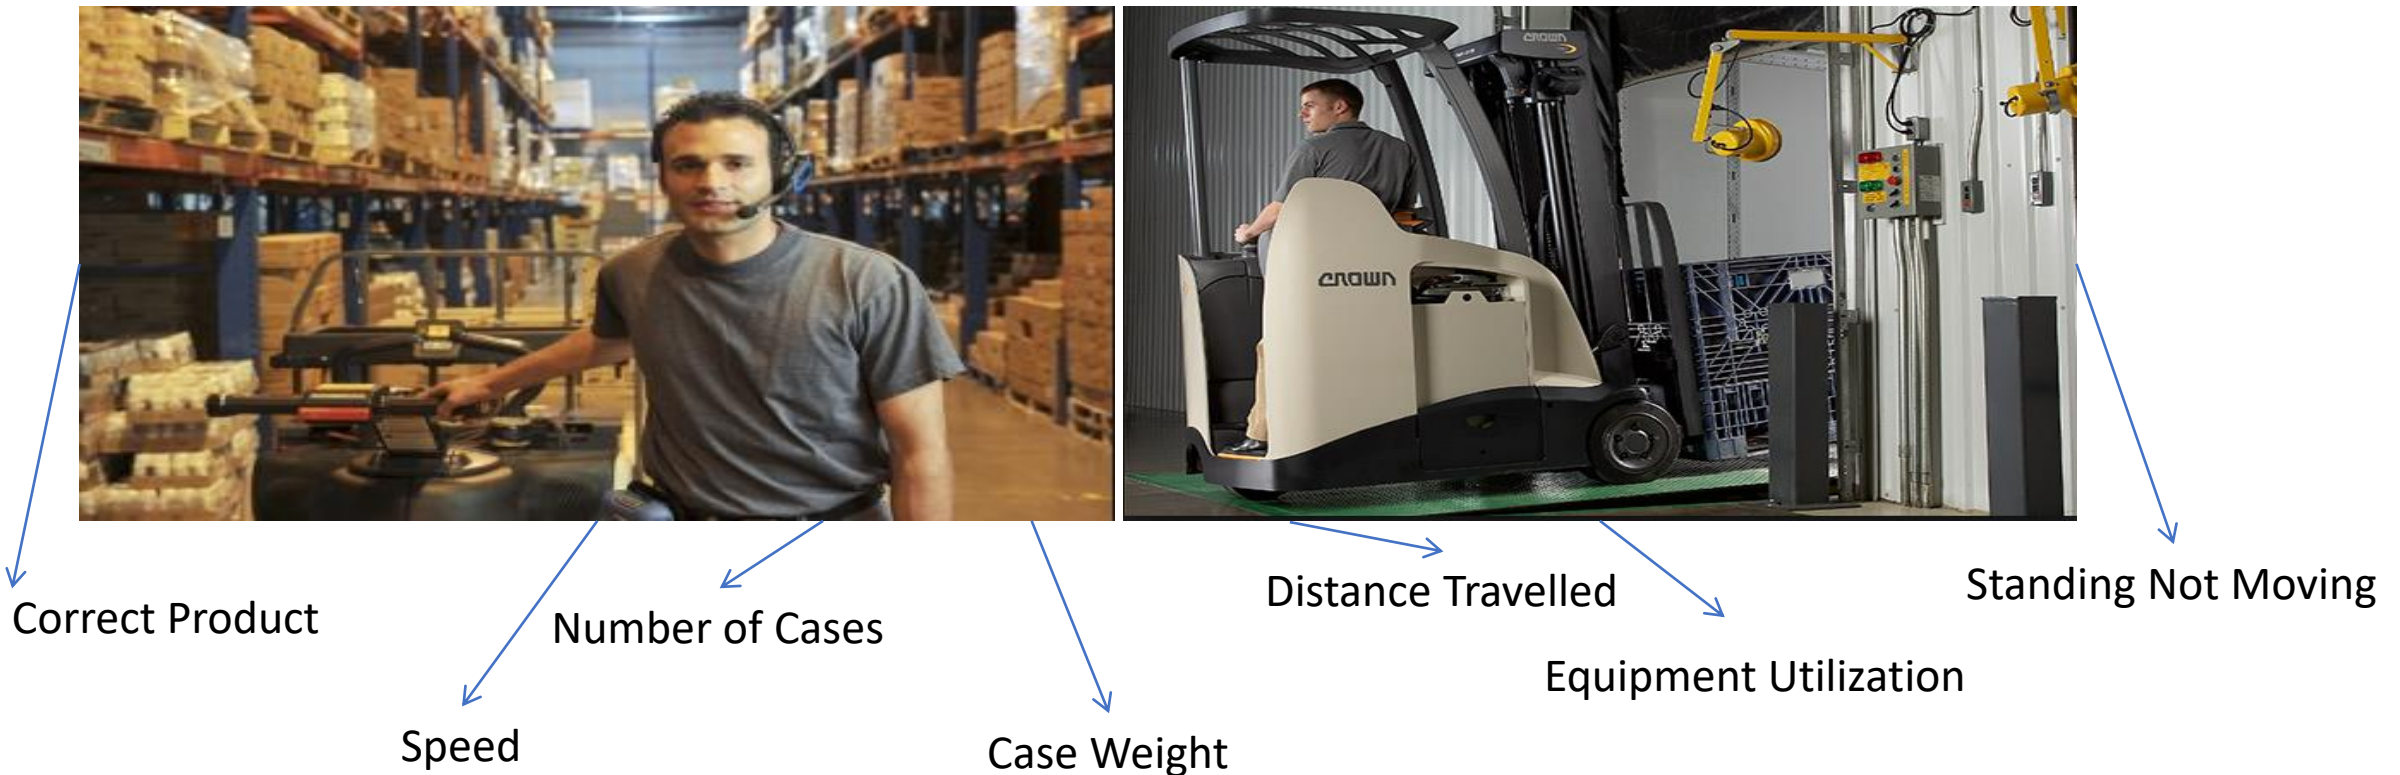 CROWN
CROWN
Distance Travelled
Standing Not Moving
Correct Product
Number of Cases
Equipment Utilization
Speed
Case Weight